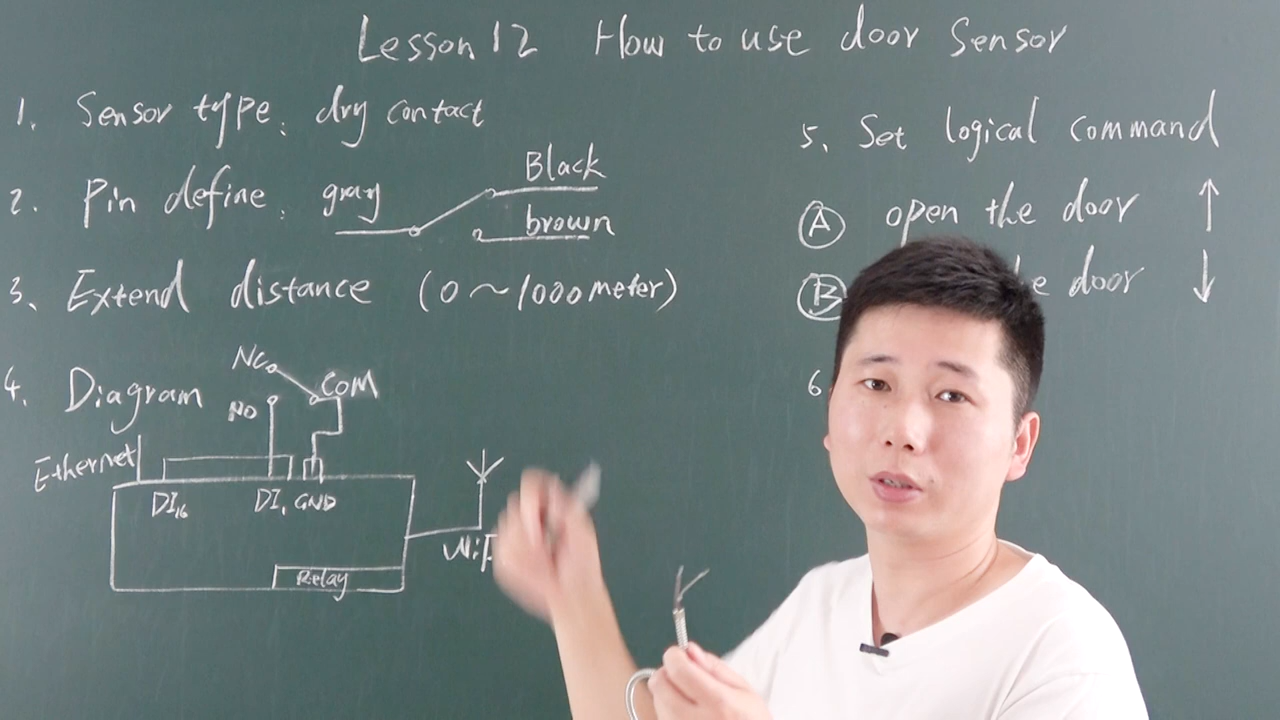 Lesson 12 How to use door Sensor
1. Sensor type: dry contact
2. Pin define: gray
Black
brown
3. Extend distance (0~1000meter)
4. Diagram
NC
COM
NO
Ethernet
DI16 DI1 GND
WiF
Relay
5. Set logical command
A open the door ↑
B e door ↓
6